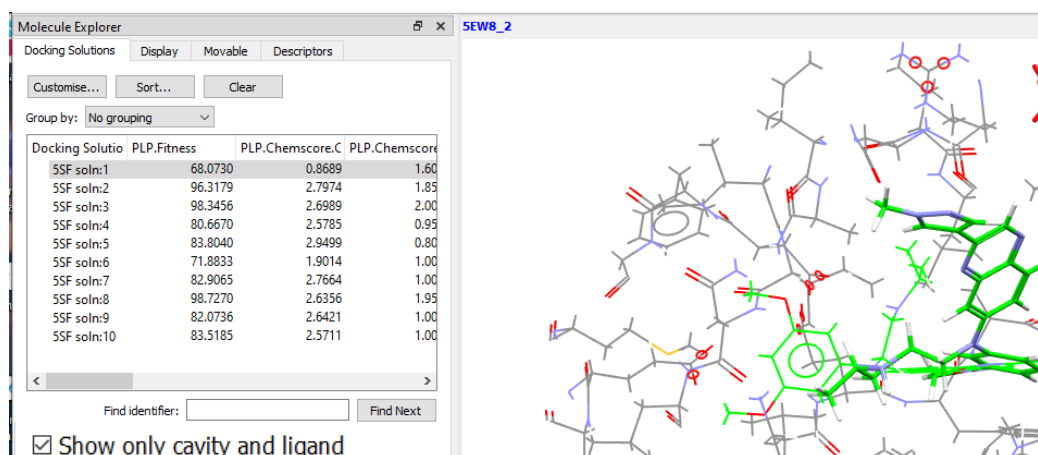 Molecule Explorer
5EW8_2
Docking Solutions Display Movable Descriptors
Customise... Sort... Clear
Group by: No grouping
Docking Solutio PLP.Fitness PLP.Chemscore.C PLP.Chemscore
5SF soln:1 68.0730 0.8689 1.60
5SF soln:2 96.3179 2.7974 1.85
5SF soln:3 98.3456 2.6989 2.00
5SF soln:4 80.6670 2.5785 0.95
5SF soln:5 83.8040 2.9499 0.80
5SF soln:6 71.8833 1.9014 1.00
5SF soln:7 82.9065 2.7664 1.00
5SF soln:8 98.7270 2.6356 1.95
5SF soln:9 82.0736 2.6421 1.00
5SF soln:10 83.5185 2.5711 1.00
Find identifier: Find Next
Show only cavity and ligand